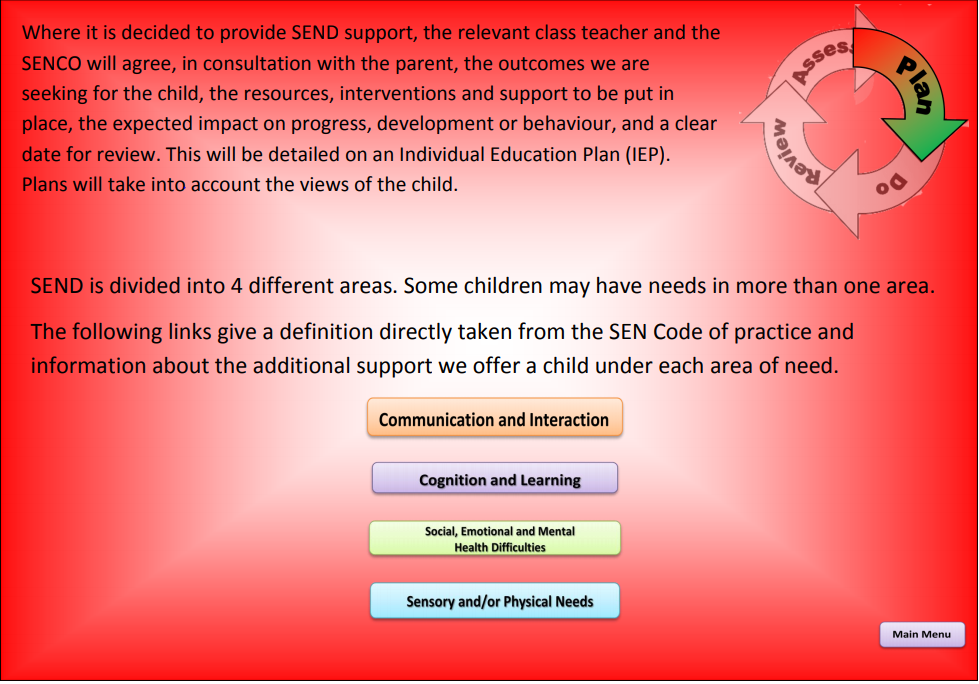 Where it is decided to provide SEND support, the relevant class teacher and the
SENCO will agree, in consultation with the parent, the outcomes we are
seeking for the child, the resources, interventions and support to be put in
place, the expected impact on progress, development or behaviour, and a clear
date for review. This will be detailed on an Individual Education Plan (IEP).
Plans will take into account the views of the child.
Assess
Plan
Do
Review
SEND is divided into 4 different areas. Some children may have needs in more than one area.
The following links give a definition directly taken from the SEN Code of practice and
information about the additional support we offer a child under each area of need.
Communication and Interaction
Cognition and Learning
Social, Emotional and Mental
Health Difficulties
Sensory and/or Physical Needs
Main Menu